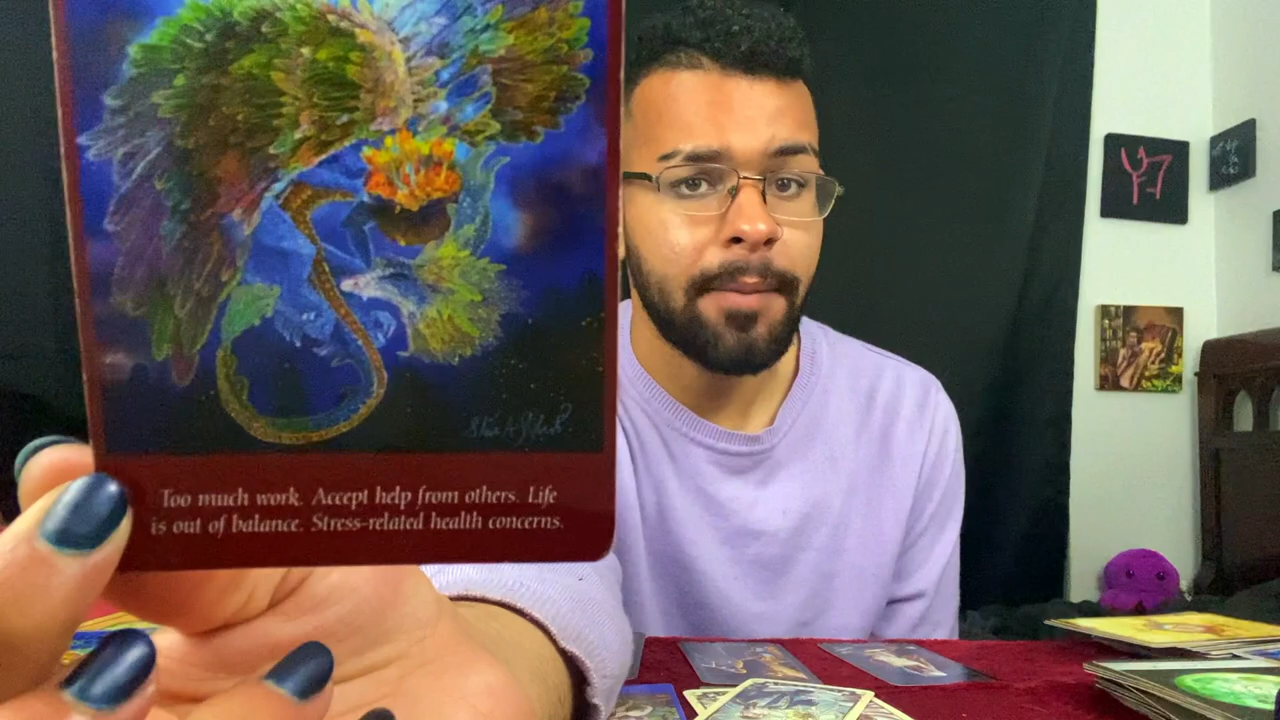 Too much work. Accept help from others. Life
is out of balance. Stress-related health concerns.